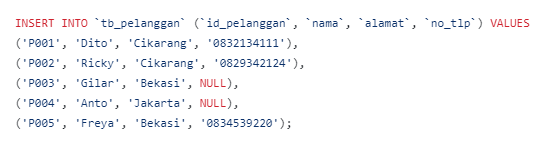 INSERT INTO `tb_pelanggan` (`id_pelanggan`, `nama`, `alamat`, `no_tlp`) VALUES
('P001', 'Dito', 'Cikarang', '0832134111'),
('P002', 'Ricky', 'Cikarang', '0829342124'),
('P003', 'Gilar', 'Bekasi', NULL),
('P004', 'Anto', 'Jakarta', NULL),
('P005', 'Freya', 'Bekasi', '0834539220');